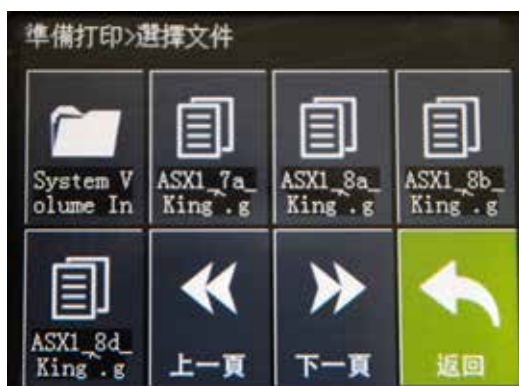 準備打印>選擇文件
System V
olume In
ASX1_7a_
King^.g
ASX1_8a_
King^.g
ASX1_8b_
King^.g
ASX1_8d_
King^.g
上一頁
下一頁
返回